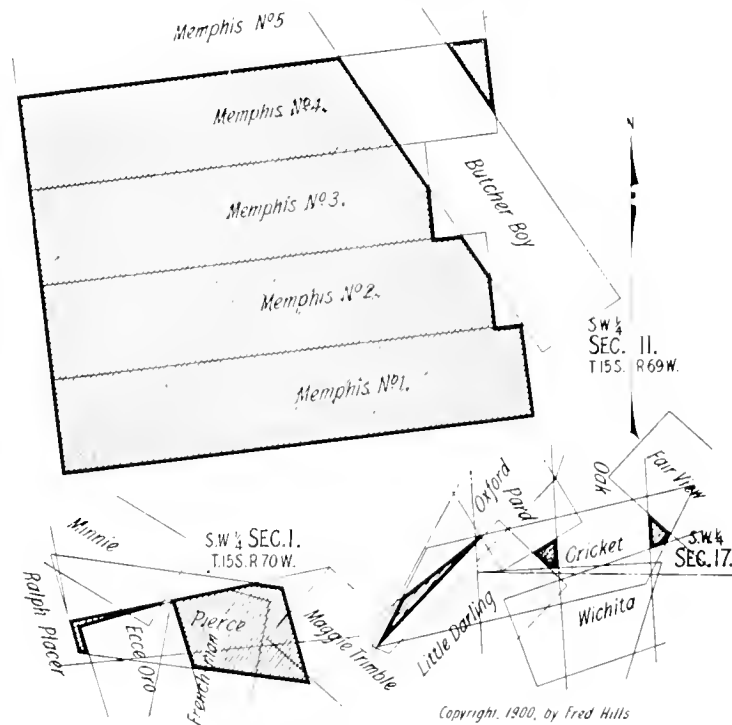 Memphis Nº5
Memphis Nº4.
Memphis Nº3.
Butcher Boy
Memphis Nº2.
Memphis Nº1.
N
S.W.¼
SEC. 11.
T.15S. R69W.
Minnie
S.W.¼ SEC.1.
T.15S.R70W.
Ralph Placer
Ecce Oro
Pierce
Frenchman
Maggie Trimble
Oxford
Pard
Oak
Fair View
Cricket
S.W.¼
SEC.17.
Little Darling
Wichita
Copyright, 1900, by Fred Hills